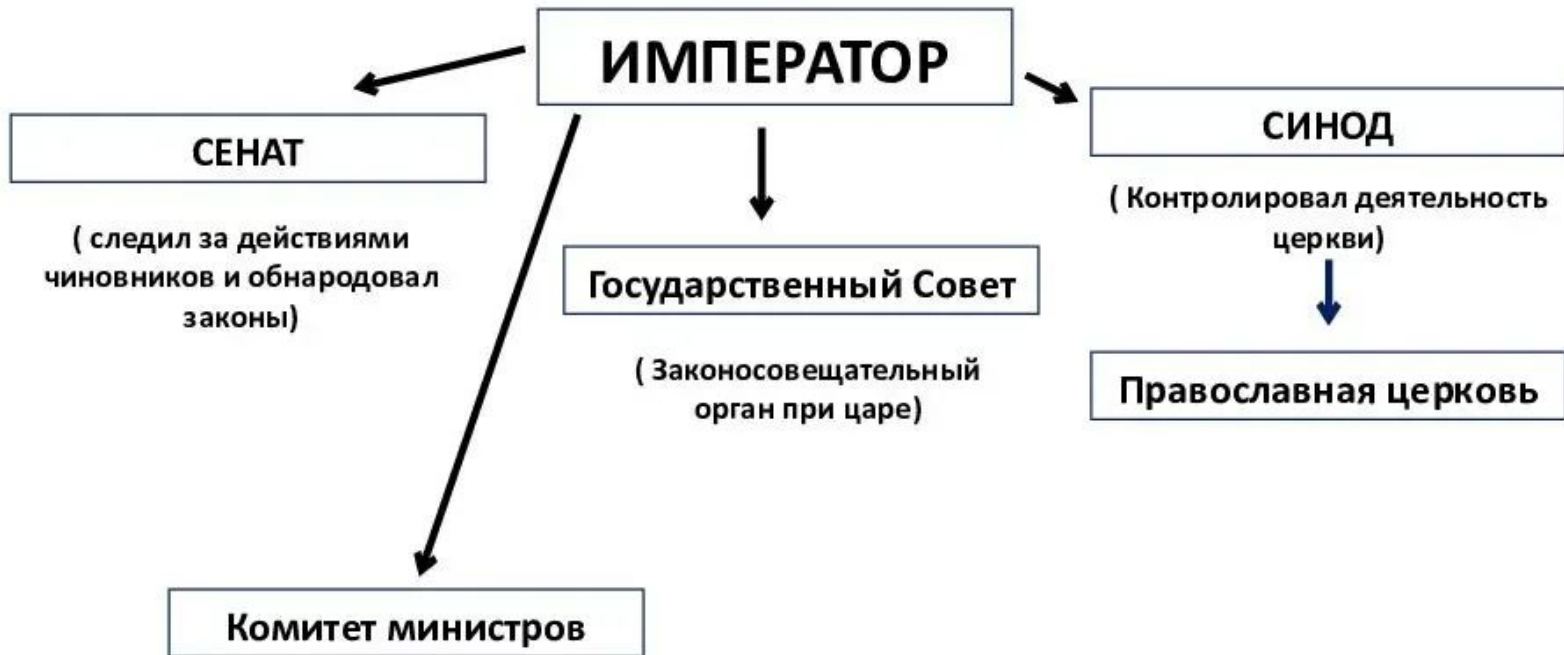 ИМПЕРАТОР
СЕНАТ
( следил за действиями
чиновников и обнародовал
законы)
Государственный Совет
( Законосовещательный
орган при царе)
СИНОД
( Контролировал деятельность
церкви)
Православная церковь
Комитет министров